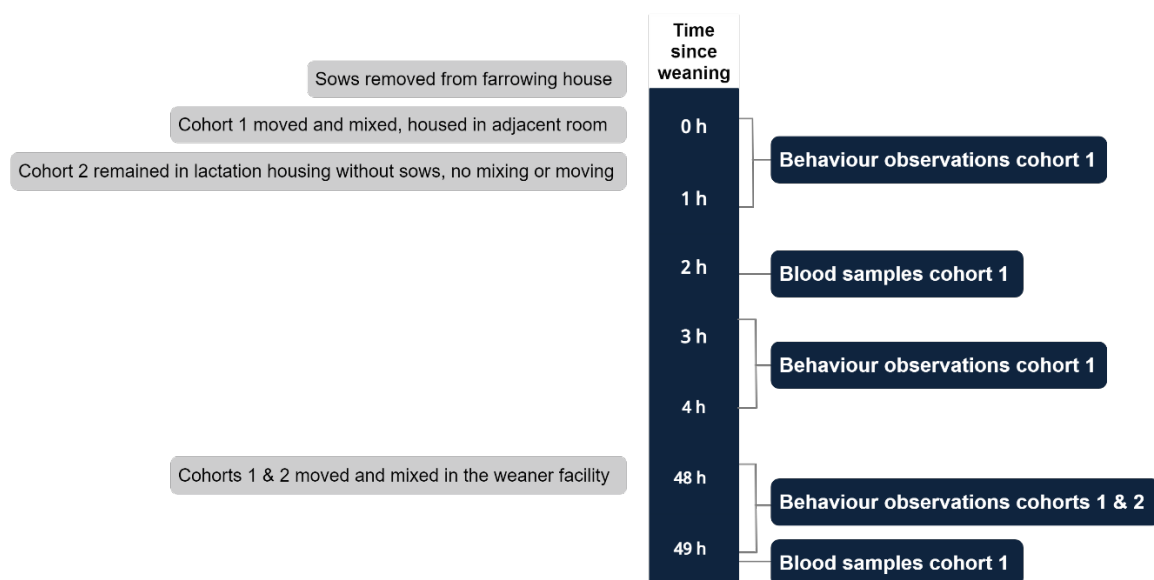 Time
since
weaning
Sows removed from farrowing house
Cohort 1 moved and mixed, housed in adjacent room
0 h
Cohort 2 remained in lactation housing without sows, no mixing or moving
Behaviour observations cohort 1
1 h
2 h
Blood samples cohort 1
3 h
Behaviour observations cohort 1
4 h
Cohorts 1 & 2 moved and mixed in the weaner facility
48 h
Behaviour observations cohorts 1 & 2
49 h
Blood samples cohort 1